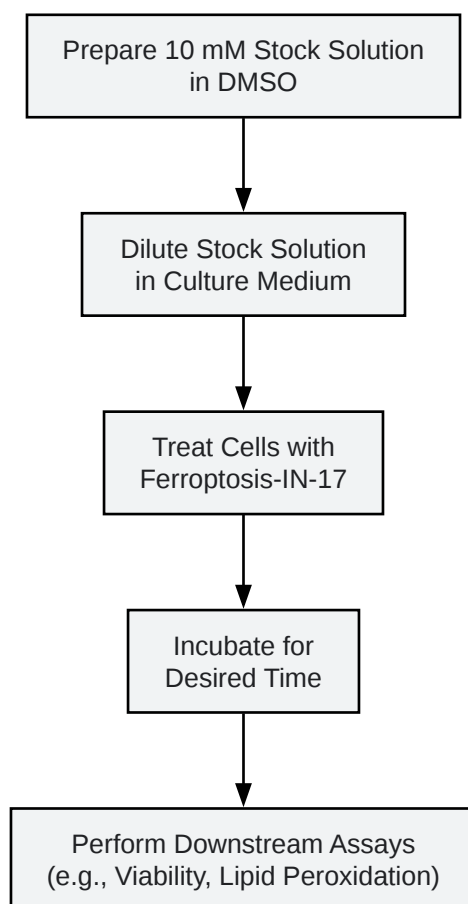 Prepare 10 mM Stock Solution
in DMSO
Dilute Stock Solution
in Culture Medium
Treat Cells with
Ferroptosis-IN-17
Incubate for
Desired Time
Perform Downstream Assays
(e.g., Viability, Lipid Peroxidation)